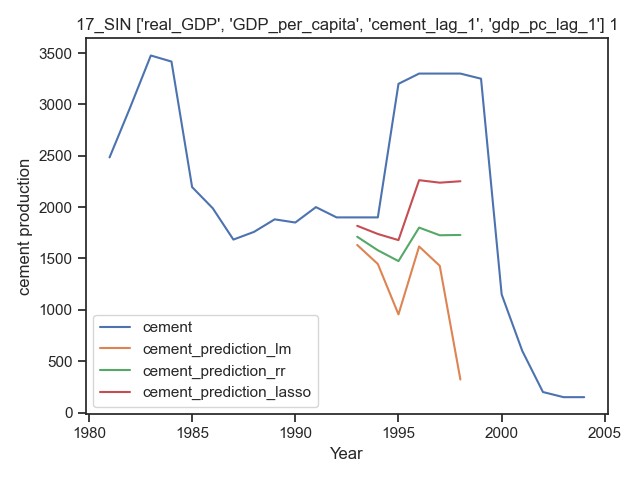 17_SIN ['real_GDP', 'GDP_per_capita', 'cement_lag_1', 'gdp_pc_lag_1'] 1
3500
3000
2500
2000
1500
1000
500
0
cement production
cement
cement_prediction_lm
cement_prediction_rr
cement_prediction_lasso
1980 1985 1990 1995 2000 2005
Year